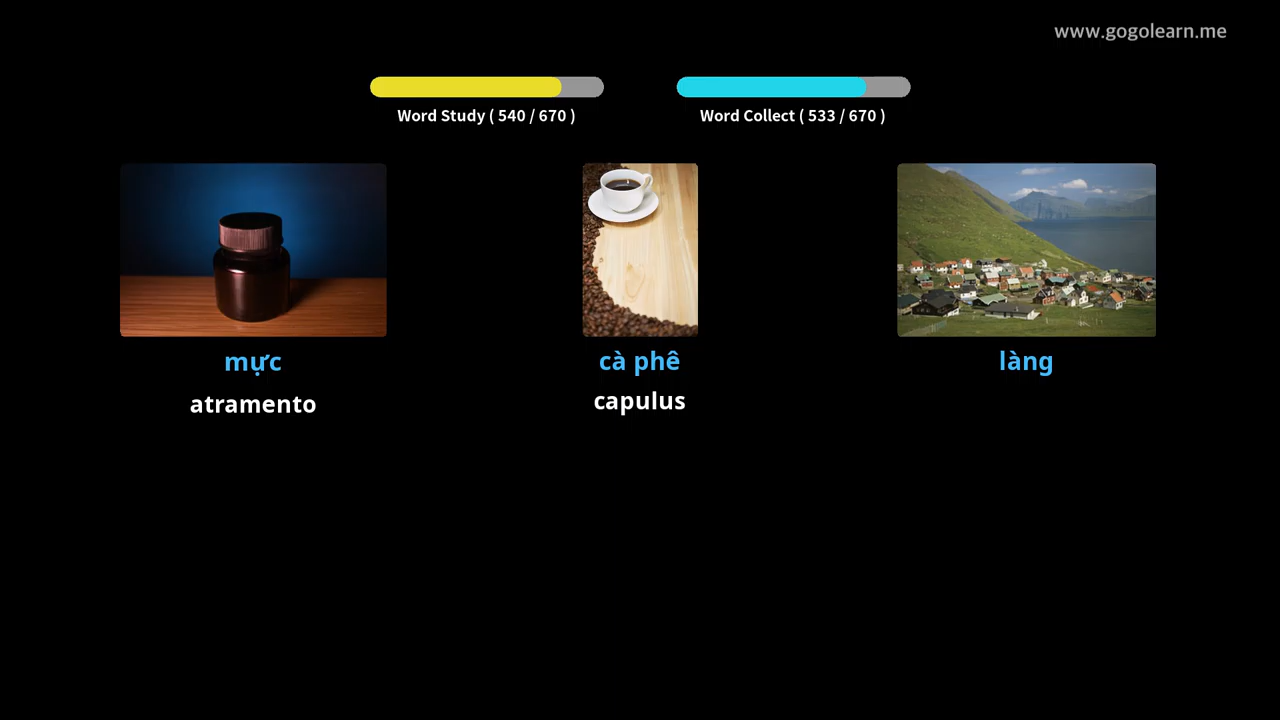 www.gogolearn.me
Word Study ( 540 / 670 )
Word Collect ( 533 / 670 )
mực
cà phê
làng
atramento
capulus